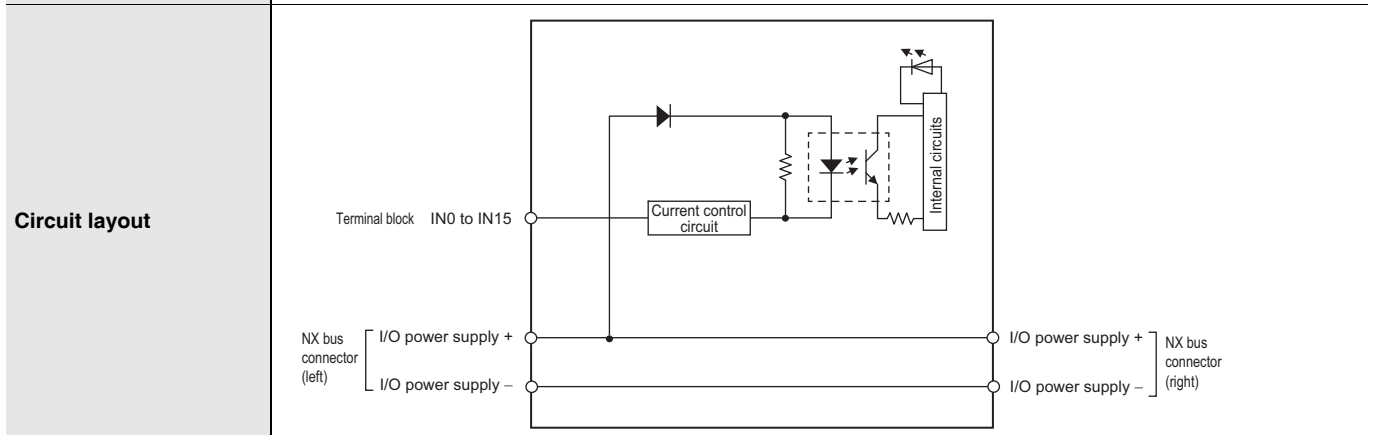 Circuit layout
Internal circuits
Terminal block IN0 to IN15
Current control
circuit
NX bus
connector
(left)
I/O power supply +
I/O power supply −
I/O power supply +
I/O power supply −
NX bus
connector
(right)